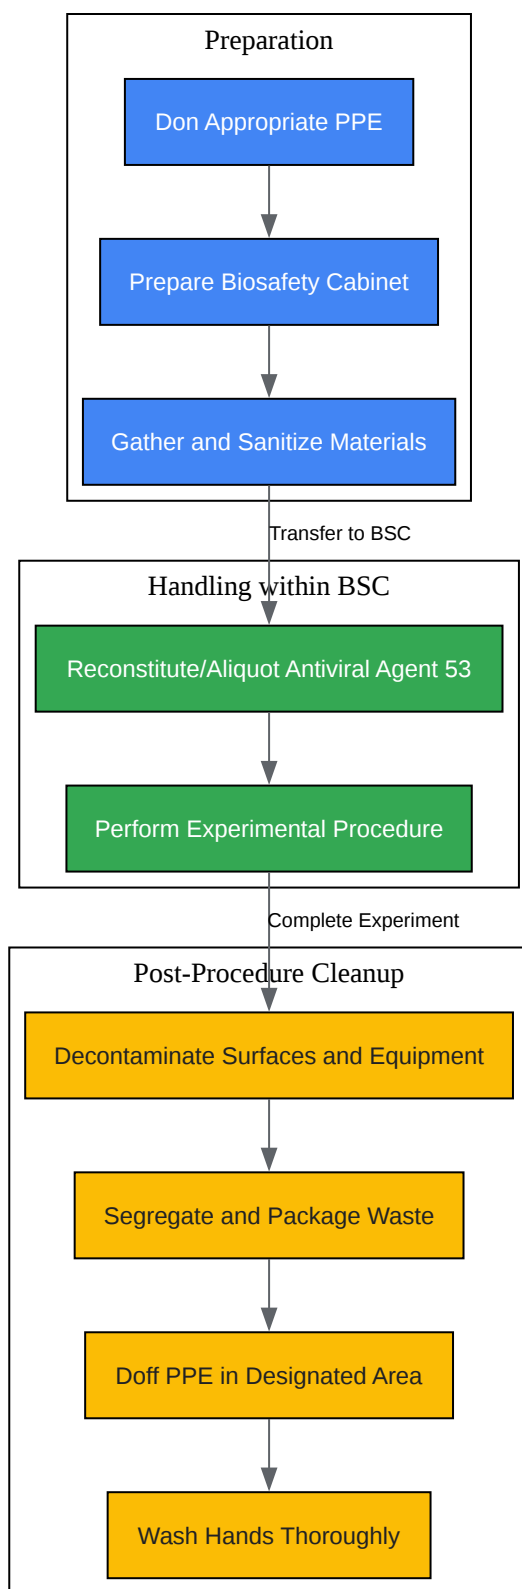 Preparation
Don Appropriate PPE
Prepare Biosafety Cabinet
Gather and Sanitize Materials
Transfer to BSC
Handling within BSC
Reconstitute/Aliquot Antiviral Agent 53
Perform Experimental Procedure
Complete Experiment
Post-Procedure Cleanup
Decontaminate Surfaces and Equipment
Segregate and Package Waste
Doff PPE in Designated Area
Wash Hands Thoroughly